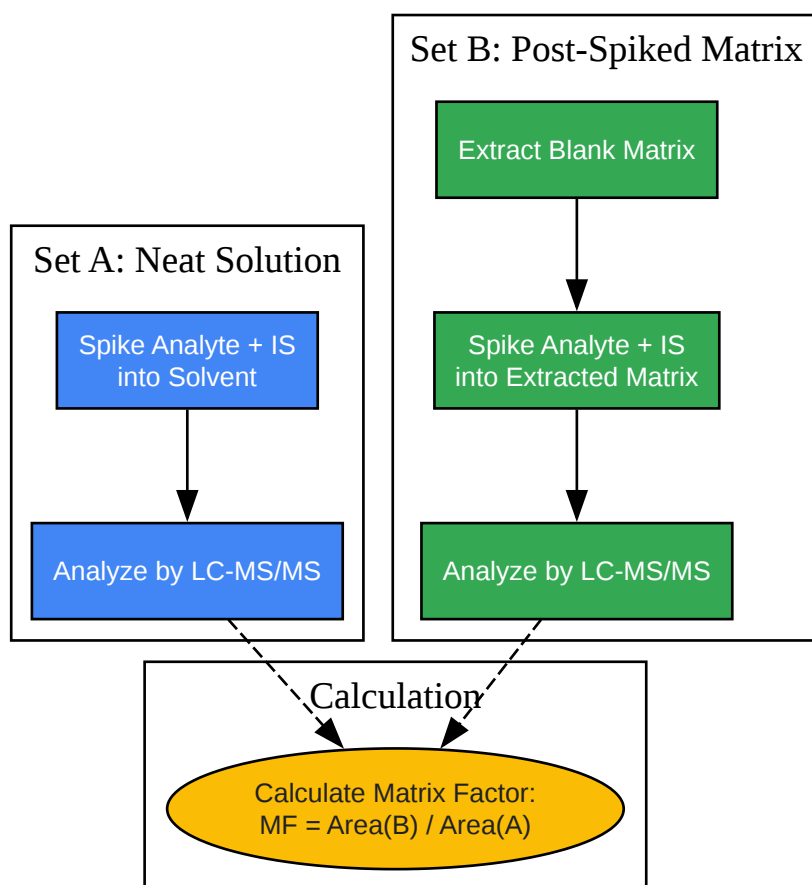 Set A: Neat Solution
Spike Analyte + IS
into Solvent
Analyze by LC-MS/MS
Set B: Post-Spiked Matrix
Extract Blank Matrix
Spike Analyte + IS
into Extracted Matrix
Analyze by LC-MS/MS
Calculation
Calculate Matrix Factor:
MF = Area(B) / Area(A)